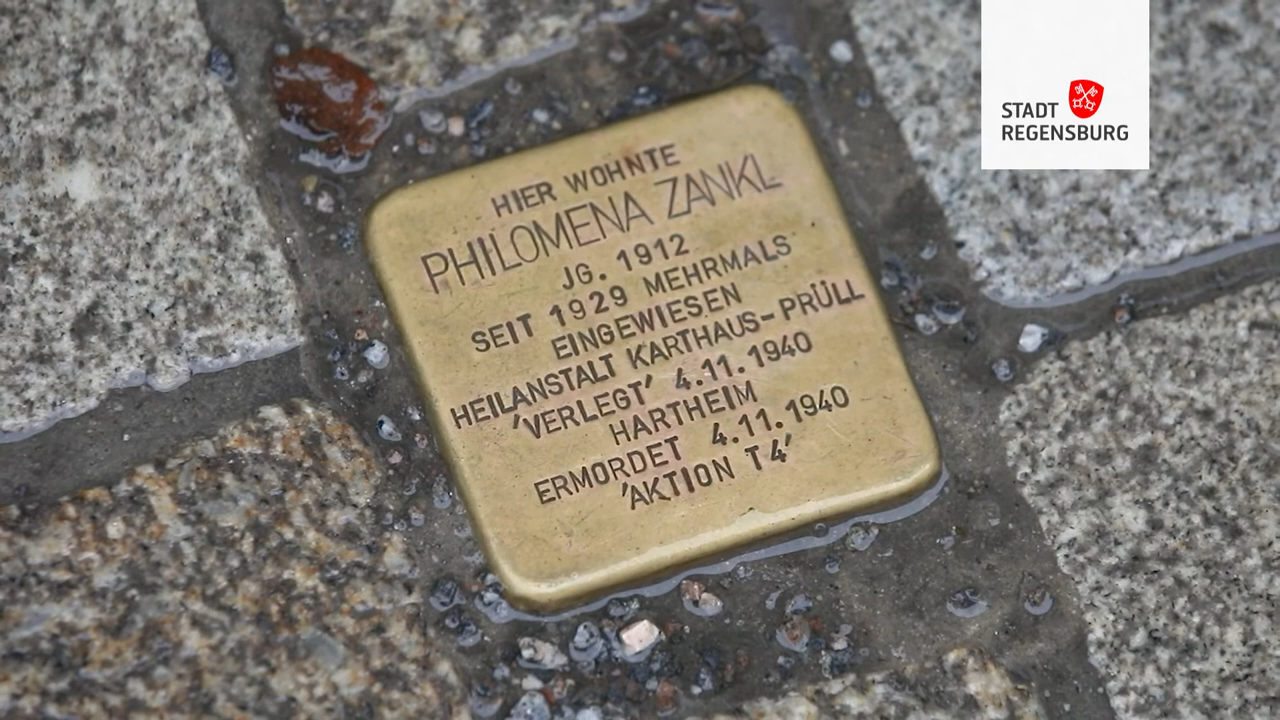 HIER WOHNTE
PHILOMENA ZANKL
JG. 1912
SEIT 1929 MEHRMALS
EINGEWIESEN
HEILANSTALT KARTHAUS-PRÜLL
'VERLEGT' 4.11.1940
HARTHEIM
ERMORDET 4.11.1940
'AKTION T4'
STADT
REGENSBURG